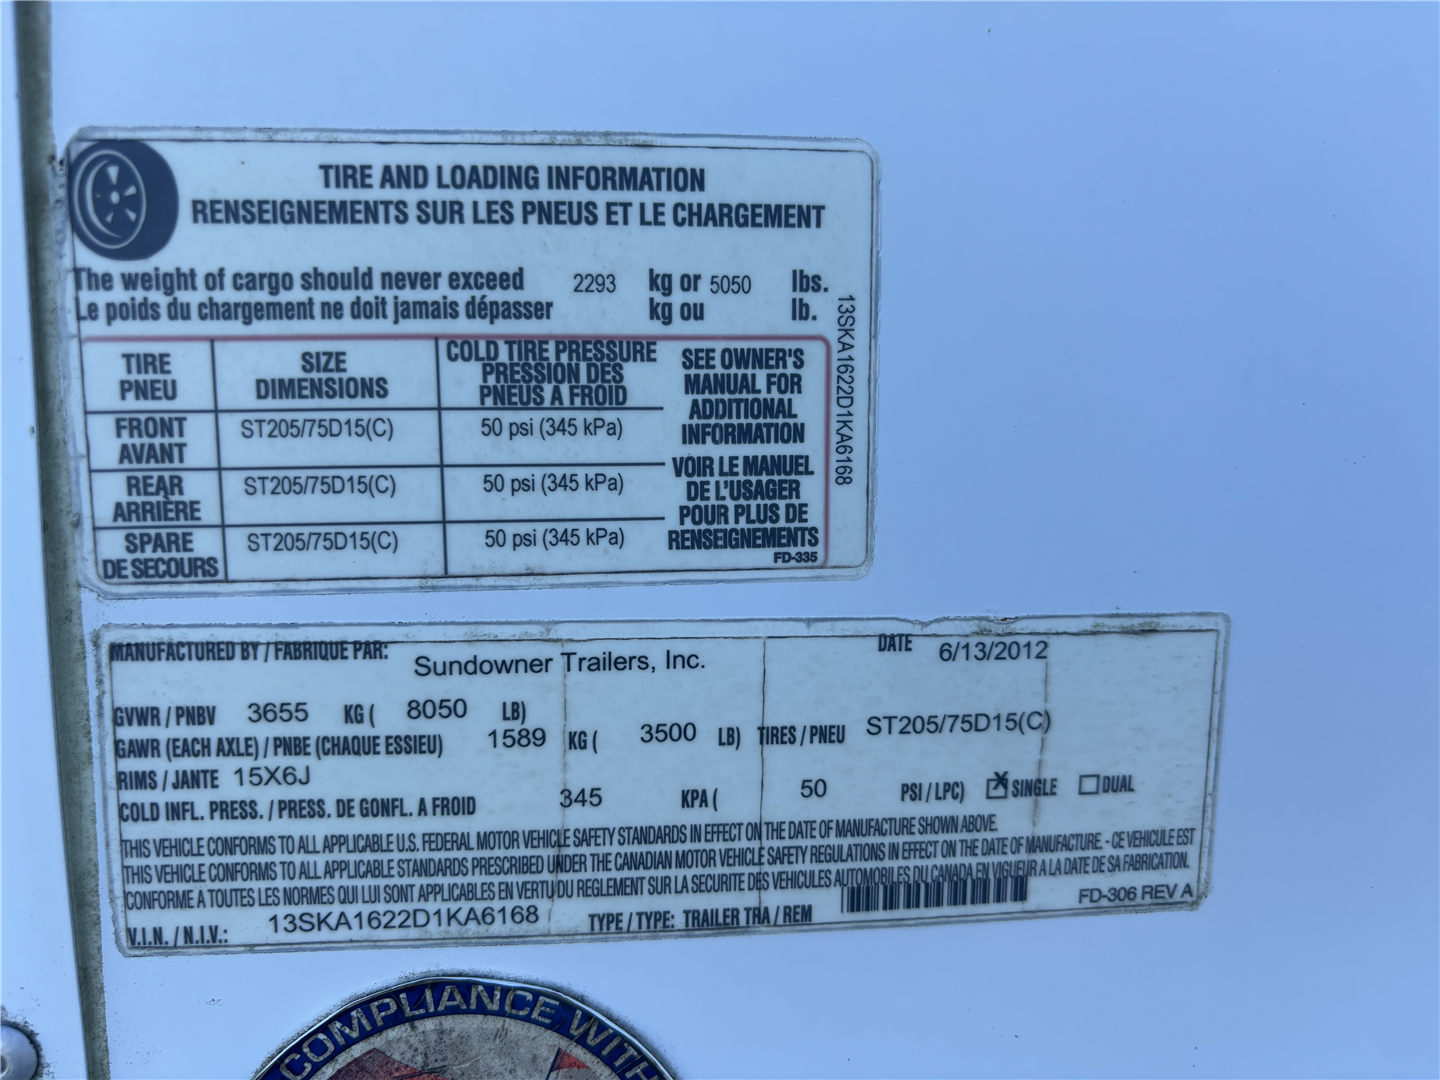 TIRE AND LOADING INFORMATION
RENSEIGNEMENTS SUR LES PNEUS ET LE CHARGEMENT
The weight of cargo should never exceed 2293 kg or 5050 lbs.
Le poids du chargement ne doit jamais dépasser kg ou lb.
TIRE
PNEU
SIZE
DIMENSIONS
COLD TIRE PRESSURE
PRESSION DES
PNEUS A FROID
FRONT
AVANT
ST205/75D15(C)
50 psi (345 kPa)
REAR
ARRIÈRE
ST205/75D15(C)
50 psi (345 kPa)
SPARE
DE SECOURS
ST205/75D15(C)
50 psi (345 kPa)
SEE OWNER'S
MANUAL FOR
ADDITIONAL
INFORMATION
VOIR LE MANUEL
DE L'USAGER
POUR PLUS DE
RENSEIGNEMENTS
FD-335
13SKA1622D1KA6168
MANUFACTURED BY / FABRIQUE PAR: Sundowner Trailers, Inc. DATE 6/13/2012
GVWR / PNBV 3655 KG ( 8050 LB)
GAWR (EACH AXLE) / PNBE (CHAQUE ESSIEU) 1589 KG ( 3500 LB) TIRES / PNEU ST205/75D15(C)
RIMS / JANTE 15X6J
COLD INFL. PRESS. / PRESS. DE GONFL. A FROID 345 KPA ( 50 PSI / LPC) X SINGLE DUAL
THIS VEHICLE CONFORMS TO ALL APPLICABLE U.S. FEDERAL MOTOR VEHICLE SAFETY STANDARDS IN EFFECT ON THE DATE OF MANUFACTURE SHOWN ABOVE.
THIS VEHICLE CONFORMS TO ALL APPLICABLE STANDARDS PRESCRIBED UNDER THE CANADIAN MOTOR VEHICLE SAFETY REGULATIONS IN EFFECT ON THE DATE OF MANUFACTURE. - CE VEHICULE EST
CONFORME A TOUTES LES NORMES QUI LUI SONT APPLICABLES EN VERTU DU REGLEMENT SUR LA SECURITE DES VEHICULES AUTOMOBILES DU CANADA EN VIGUEUR A LA DATE DE SA FABRICATION.
V.I.N. / N.I.V.: 13SKA1622D1KA6168 TYPE / TYPE: TRAILER TRA / REM FD-306 REV A
COMPLIANCE WITH